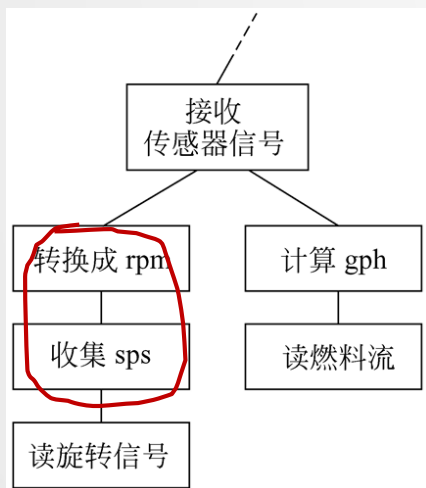 接收
传感器信号
转换成 rpm
计算 gph
收集 sps
读燃料流
读旋转信号